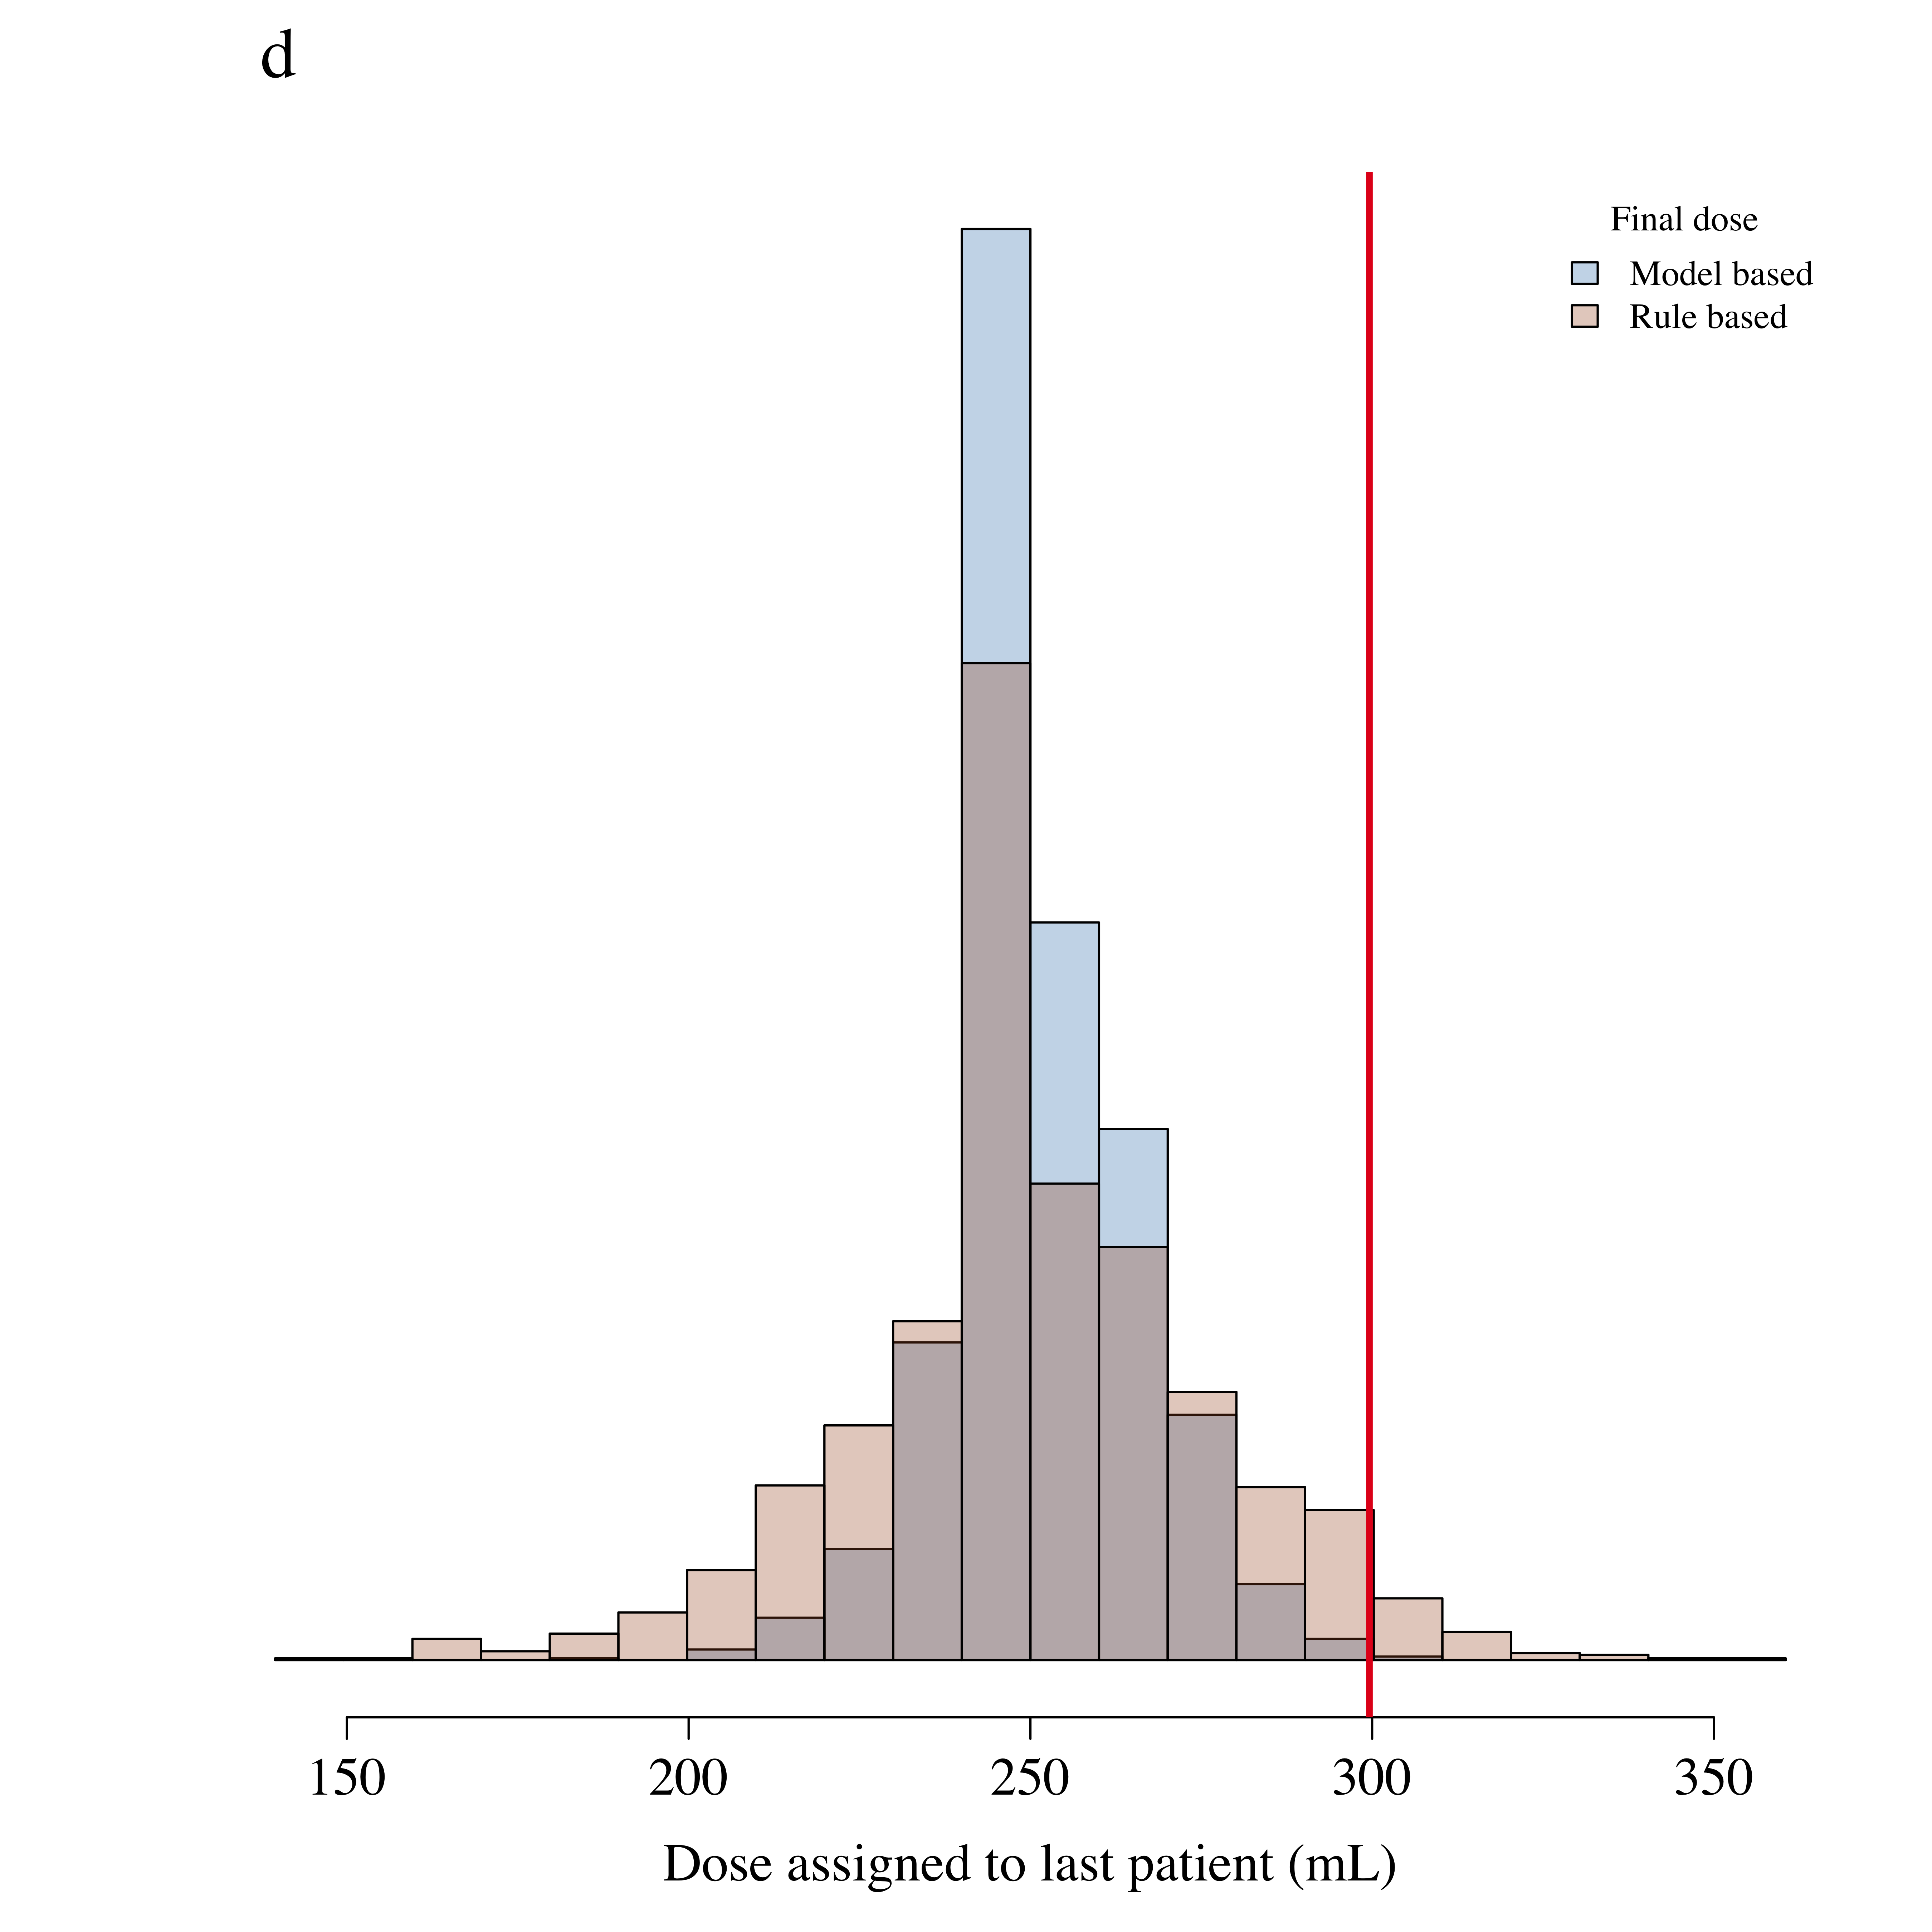 d
Final dose
Model based
Rule based
150 200 250 300 350
Dose assigned to last patient (mL)